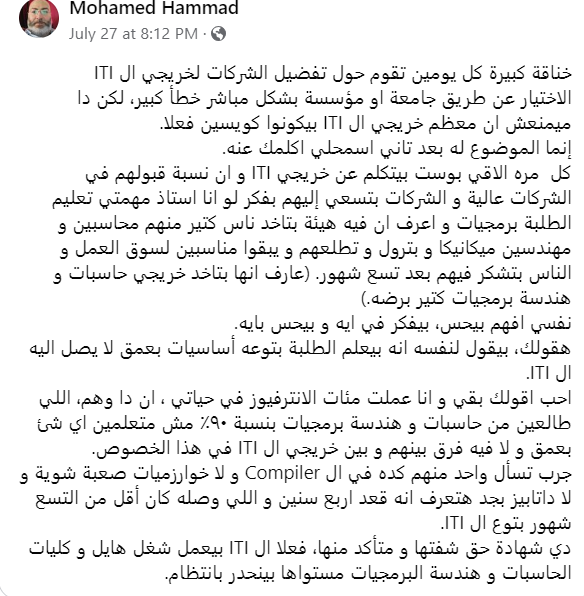 Mohamed Hammad
July 27 at 8:12 PM ·
خناقة كبيرة كل يومين تقوم حول تفضيل الشركات لخريجي ال ITI
الاختيار عن طريق جامعة او مؤسسة بشكل مباشر خطأ كبير، لكن دا
ميمنعش ان معظم خريجي ال ITI بيكونوا كويسين فعلا.
إنما الموضوع له بعد تاني اسمحلي اكلمك عنه.
كل  مره الاقي بوست بيتكلم عن خريجي ITI و ان نسبة قبولهم في
الشركات عالية و الشركات بتسعي إليهم بفكر لو انا استاذ مهمتي تعليم
الطلبة برمجيات و اعرف ان فيه هيئة بتاخد ناس كتير منهم محاسبين و
مهندسين ميكانيكا و بترول و تطلعهم و يبقوا مناسبين لسوق العمل و
الناس بتشكر فيهم بعد تسع شهور. (عارف انها بتاخد خريجي حاسبات و
هندسة برمجيات كتير برضه.)
نفسي افهم بيحس، بيفكر في ايه و بيحس بايه.
هقولك، بيقول لنفسه انه بيعلم الطلبة بتوعه أساسيات بعمق لا يصل اليه
ال ITI.
احب اقولك بقي و انا عملت مئات الانترفيوز في حياتي ، ان دا وهم، اللي
طالعين من حاسبات و هندسة برمجيات بنسبة ٩٠٪ مش متعلمين اي شئ
بعمق و لا فيه فرق بينهم و بين خريجي ال ITI في هذا الخصوص.
جرب تسأل واحد منهم كده في ال Compiler و لا خوارزميات صعبة شوية و
لا داتابيز بجد هتعرف انه قعد اربع سنين و اللي وصله كان أقل من التسع
شهور بتوع ال ITI.
دي شهادة حق شفتها و متأكد منها، فعلا ال ITI بيعمل شغل هايل و كليات
الحاسبات و هندسة البرمجيات مستواها بينحدر بانتظام.